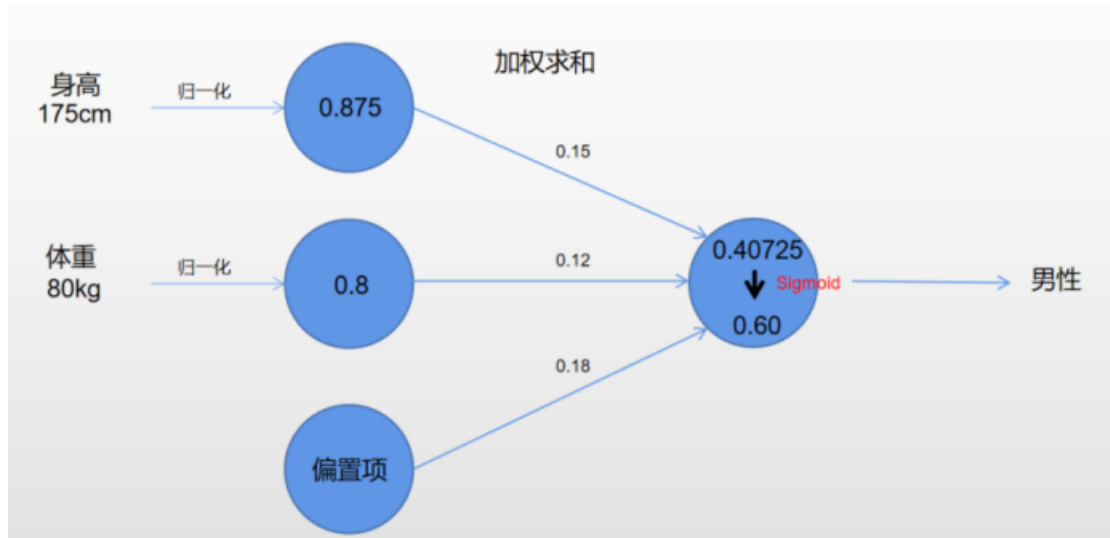 加权求和
身高
175cm
归一化
0.875
0.15
体重
80kg
归一化
0.8
0.12
0.40725
Sigmoid
0.60
男性
0.18
偏置项